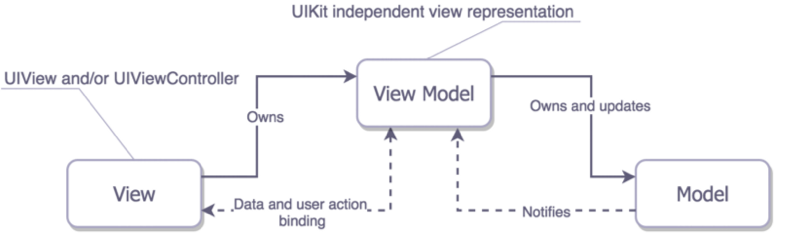 UIKit independent view representation
UIView and/or UIViewController
View Model
Owns and updates
Owns
View
Model
Data and user action
binding
Notifies